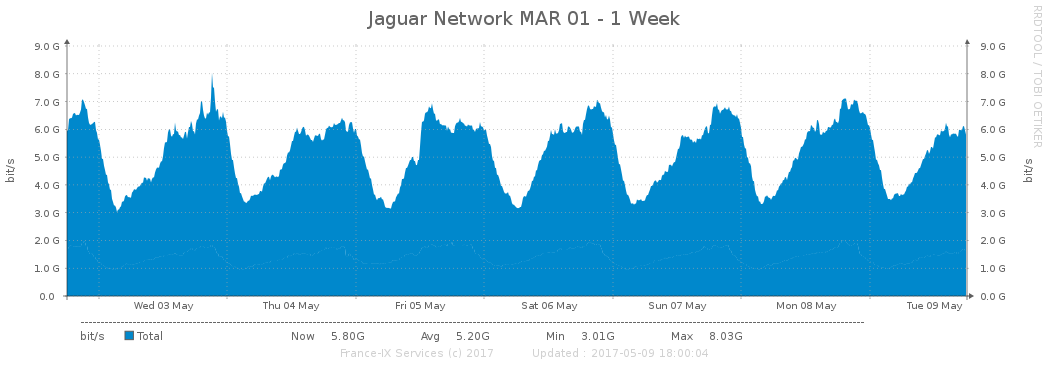 Jaguar Network MAR 01 - 1 Week
RRDTOOL / TOBI OETIKER
9.0 G 9.0 G
8.0 G 8.0 G
7.0 G 7.0 G
6.0 G 6.0 G
5.0 G 5.0 G
4.0 G 4.0 G
3.0 G 3.0 G
2.0 G 2.0 G
1.0 G 1.0 G
0.0 0.0 G
bit/s
bit/s
Wed 03 May Thu 04 May Fri 05 May Sat 06 May Sun 07 May Mon 08 May Tue 09 May
bit/s Total Now 5.80G Avg 5.20G Min 3.01G Max 8.03G
France-IX Services (c) 2017 Updated : 2017-05-09 18:00:04